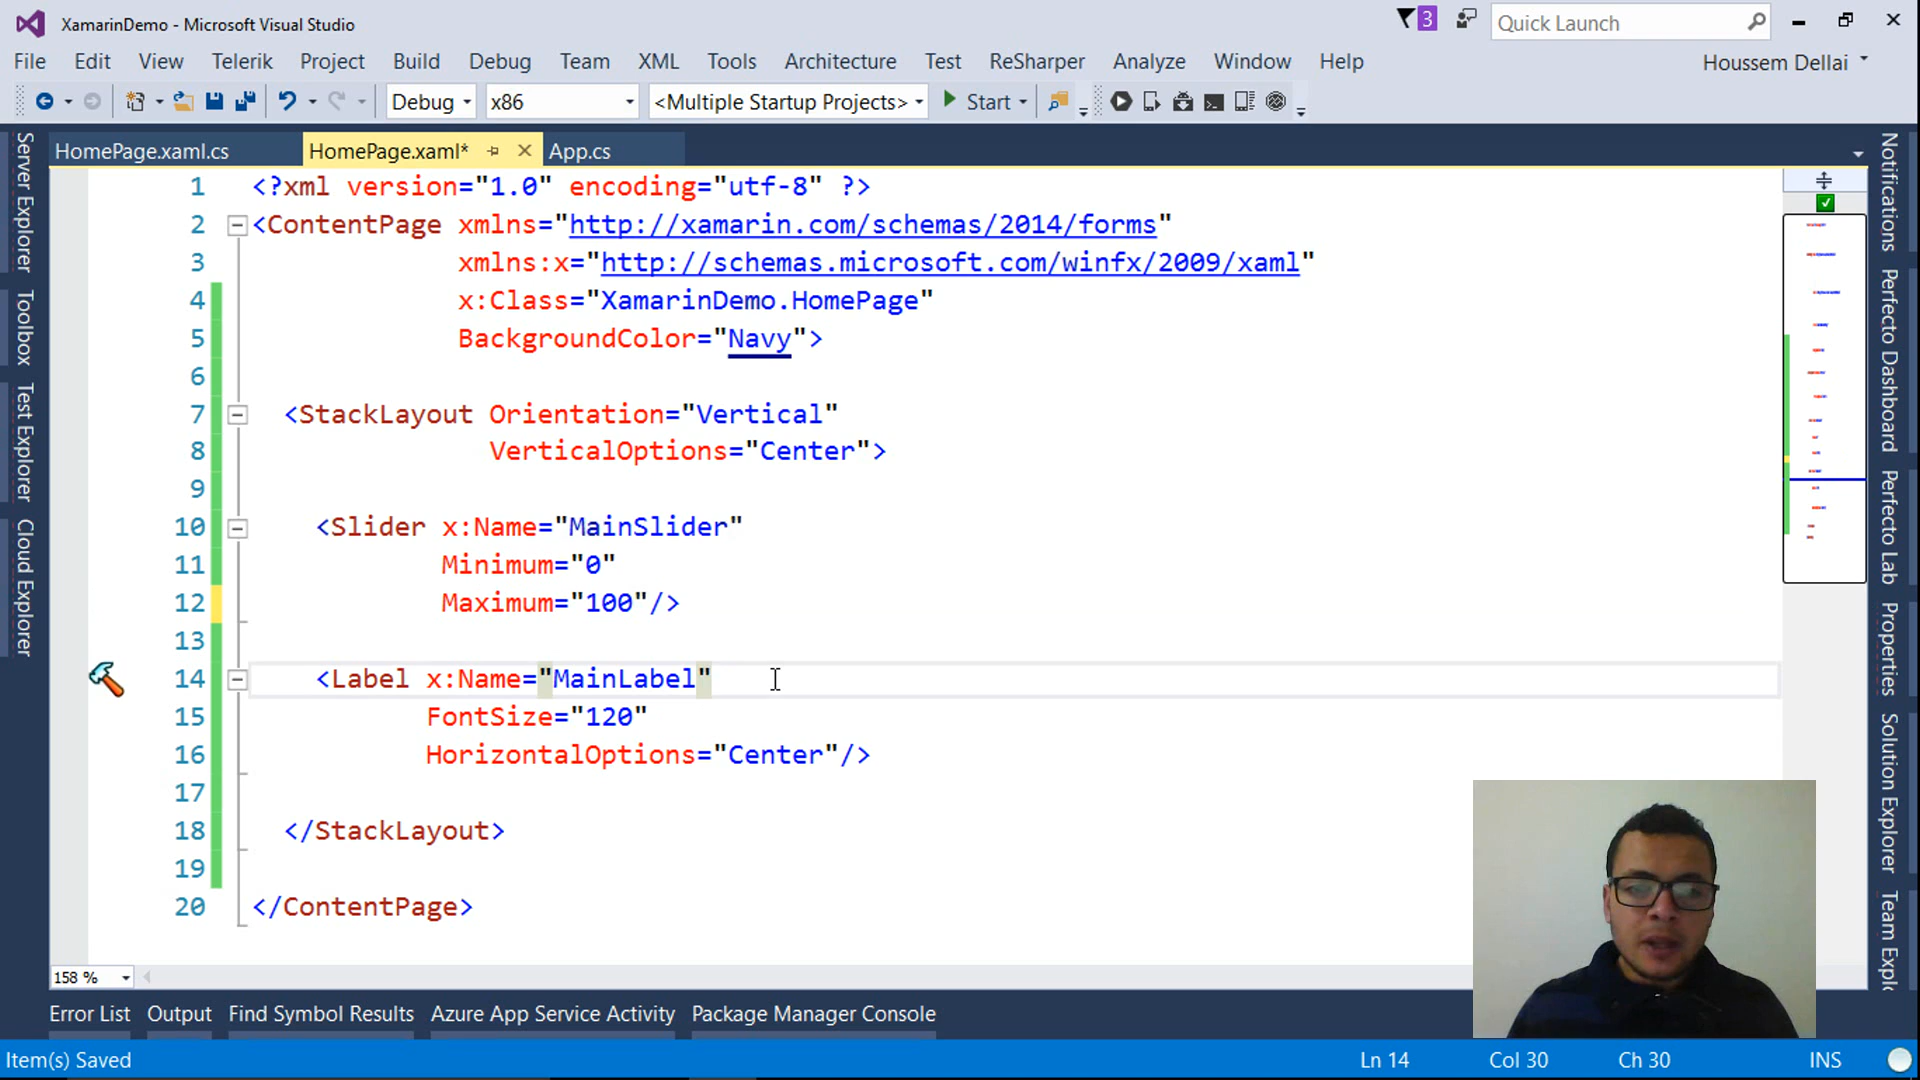 XamarinDemo - Microsoft Visual Studio
3
Quick Launch
File Edit View Telerik Project Build Debug Team XML Tools Architecture Test ReSharper Analyze Window Help
Houssem Dellai
Debug x86 <Multiple Startup Projects> Start
HomePage.xaml.cs HomePage.xaml* App.cs
Server Explorer
Toolbox
Test Explorer
Cloud Explorer
1 <?xml version="1.0" encoding="utf-8" ?>
2 <ContentPage xmlns="http://xamarin.com/schemas/2014/forms"
3 xmlns:x="http://schemas.microsoft.com/winfx/2009/xaml"
4 x:Class="XamarinDemo.HomePage"
5 BackgroundColor="Navy">
6
7 <StackLayout Orientation="Vertical"
8 VerticalOptions="Center">
9
10 <Slider x:Name="MainSlider"
11 Minimum="0"
12 Maximum="100"/>
13
14 <Label x:Name="MainLabel"
15 FontSize="120"
16 HorizontalOptions="Center"/>
17
18 </StackLayout>
19
20 </ContentPage>
Notifications
Perfecto Dashboard
Perfecto Lab
Properties
Solution Explorer
Team Explo
158 %
Error List Output Find Symbol Results Azure App Service Activity Package Manager Console
Item(s) Saved
Ln 14 Col 30 Ch 30 INS